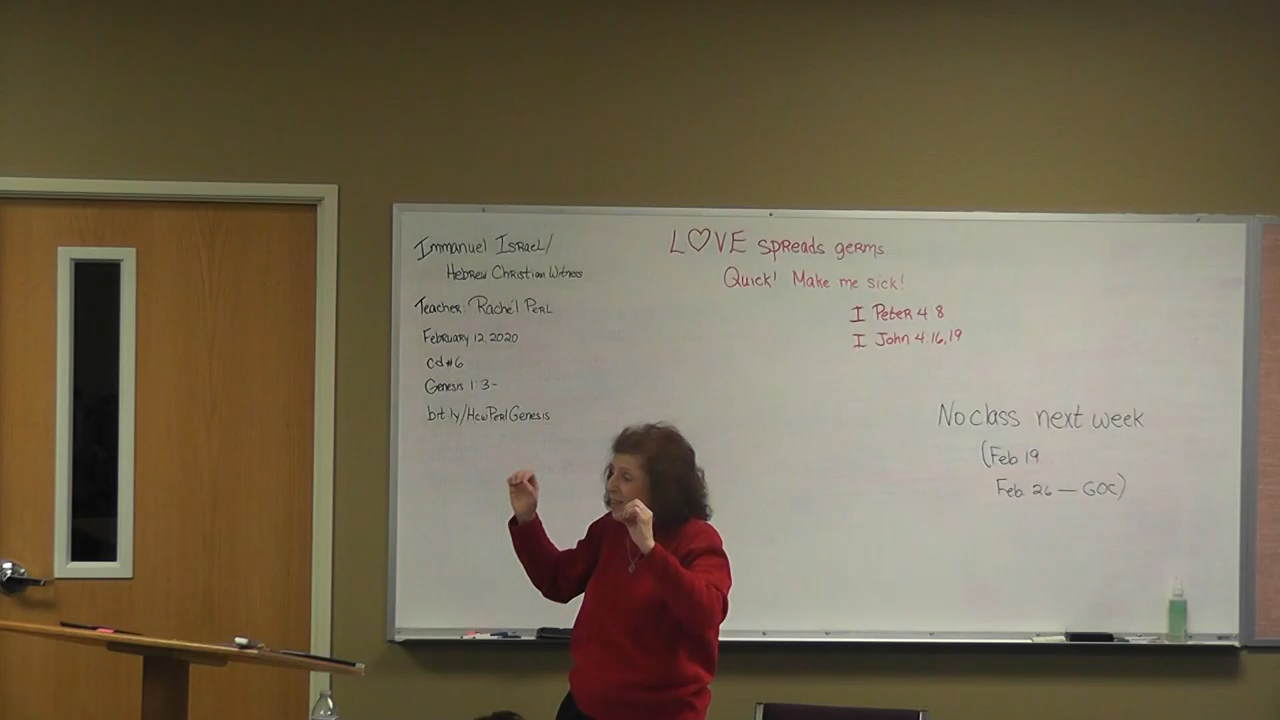 Immanuel Israel/
Hebrew Christian Witness
Teacher: Rachel Perl
February 12, 2020
cd#6
Genesis 1:3-
bit.ly/HcwPerlGenesis
LOVE spreads germs
Quick! Make me sick!
I Peter 4:8
I John 4:16,19
No class next week
(Feb 19
Feb. 26 — GOC)